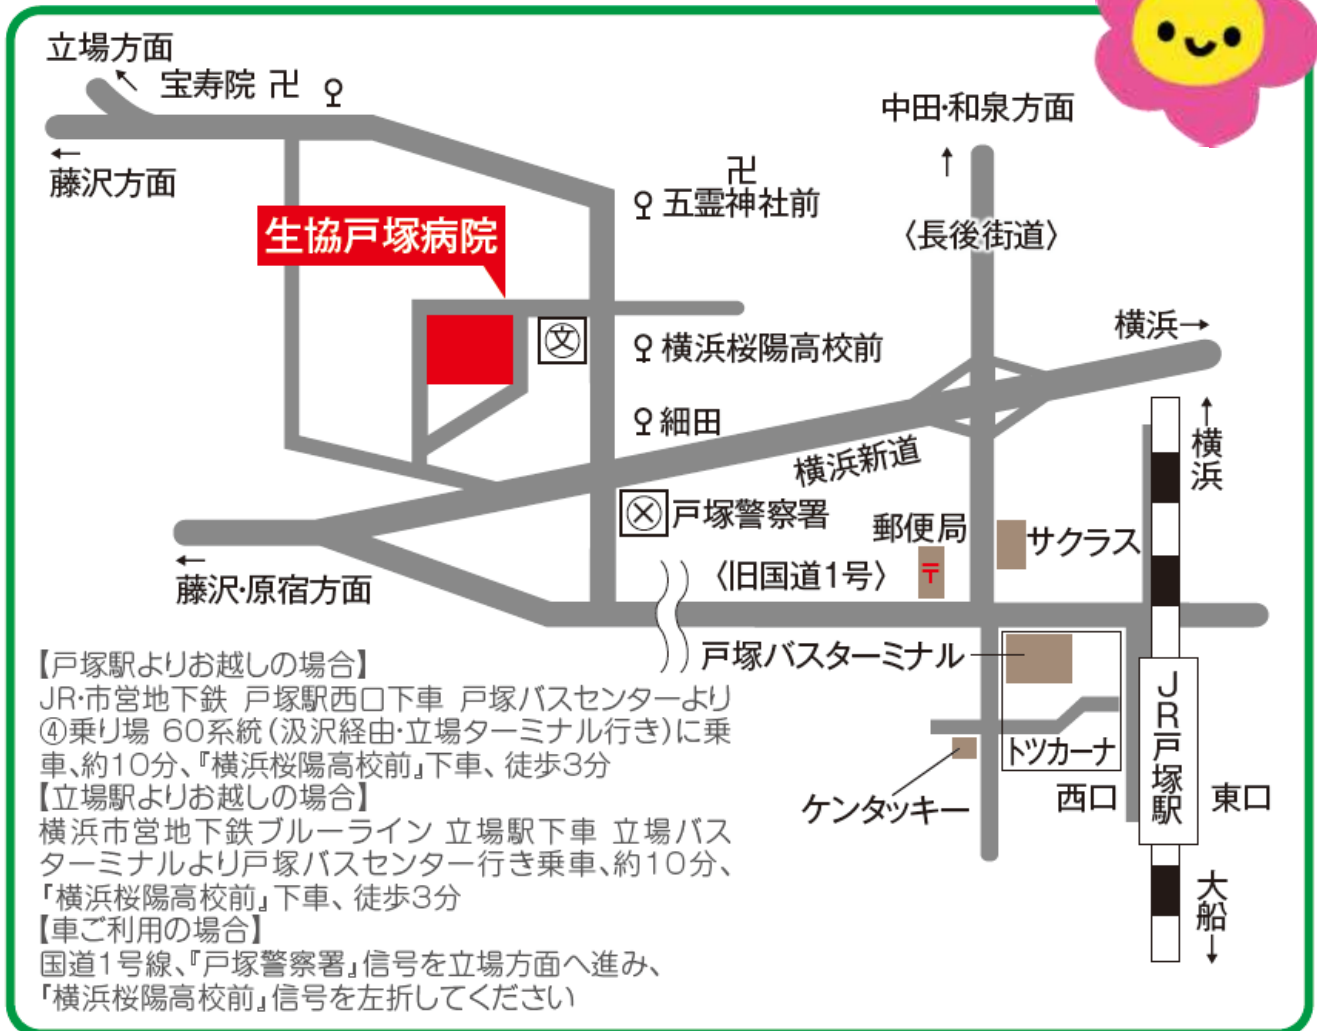 立場方面
宝寿院 卍
藤沢方面
中田・和泉方面
卍
五霊神社前
〈長後街道〉
生協戸塚病院
文
横浜桜陽高校前
横浜→
細田
横浜新道
横浜
戸塚警察署
郵便局
サクラス
〒
〈旧国道1号〉
藤沢・原宿方面
戸塚バスターミナル
トツカーナ
ケンタッキー
西口
JR戸塚駅
東口
大船
【戸塚駅よりお越しの場合】
JR・市営地下鉄 戸塚駅西口下車 戸塚バスセンターより
④乗り場 60系統(汲沢経由・立場ターミナル行き)に乗
車、約10分、『横浜桜陽高校前』下車、徒歩3分
【立場駅よりお越しの場合】
横浜市営地下鉄ブルーライン 立場駅下車 立場バス
ターミナルより戸塚バスセンター行き乗車、約10分、
『横浜桜陽高校前』下車、徒歩3分
【車ご利用の場合】
国道1号線、『戸塚警察署』信号を立場方面へ進み、
『横浜桜陽高校前』信号を左折してください